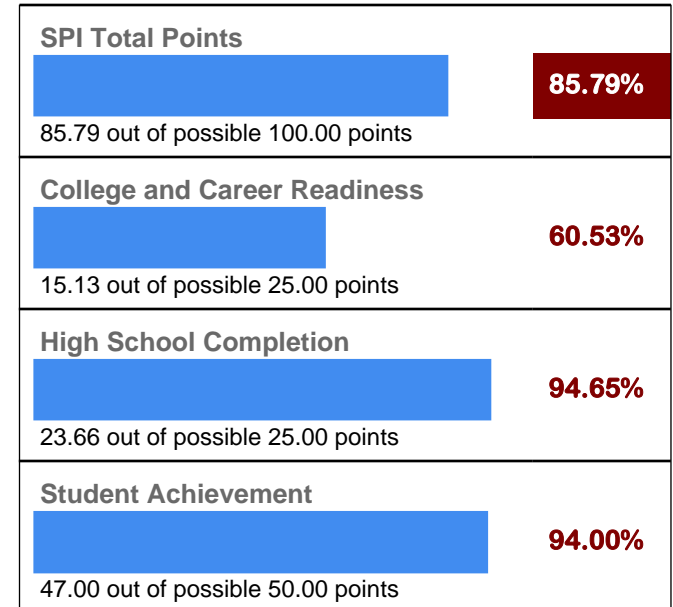 SPI Total Points
85.79%
85.79 out of possible 100.00 points
College and Career Readiness
60.53%
15.13 out of possible 25.00 points
High School Completion
94.65%
23.66 out of possible 25.00 points
Student Achievement
94.00%
47.00 out of possible 50.00 points